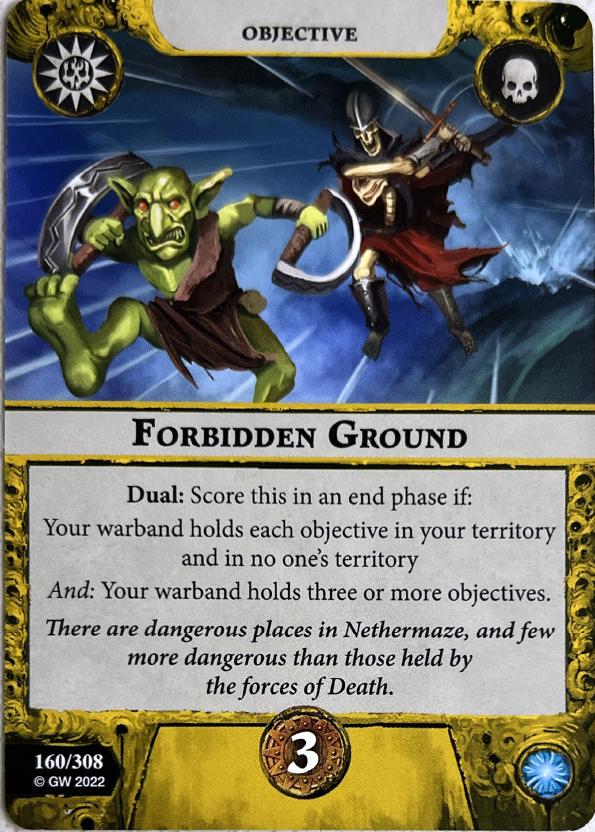 OBJECTIVE
FORBIDDEN GROUND
Dual: Score this in an end phase if:
Your warband holds each objective in your territory
and in no one's territory
And: Your warband holds three or more objectives.
There are dangerous places in Nethermaze, and few
more dangerous than those held by
the forces of Death.
3
160/308
© GW 2022